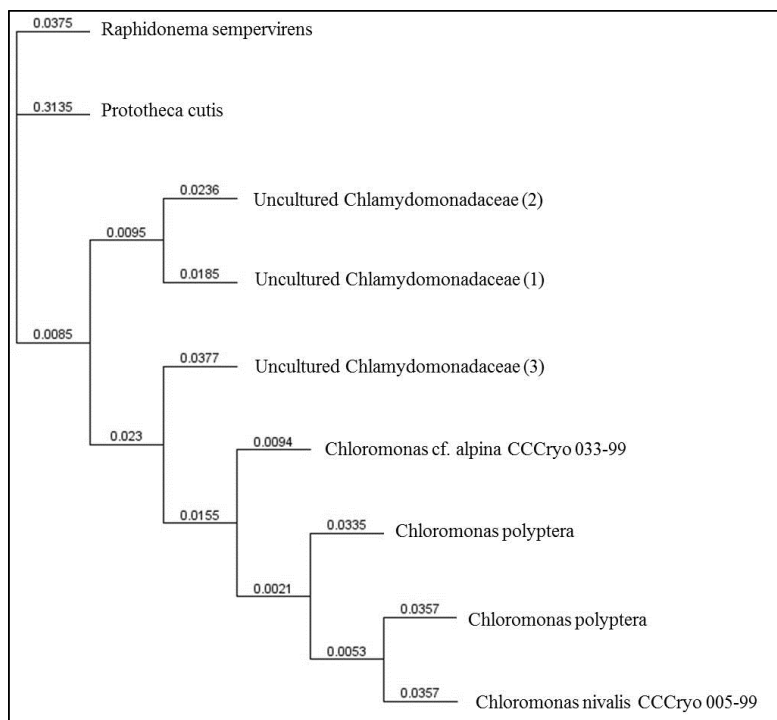 0.0375
Raphidonema sempervirens
0.3135
Prototheca cutis
0.0236
Uncultured Chlamydomonadaceae (2)
0.0095
0.0185
Uncultured Chlamydomonadaceae (1)
0.0085
0.0377
Uncultured Chlamydomonadaceae (3)
0.023
0.0094
Chloromonas cf. alpina CCCryo 033-99
0.0155
0.0335
Chloromonas polyptera
0.0021
0.0357
Chloromonas polyptera
0.0053
0.0357
Chloromonas nivalis CCCryo 005-99